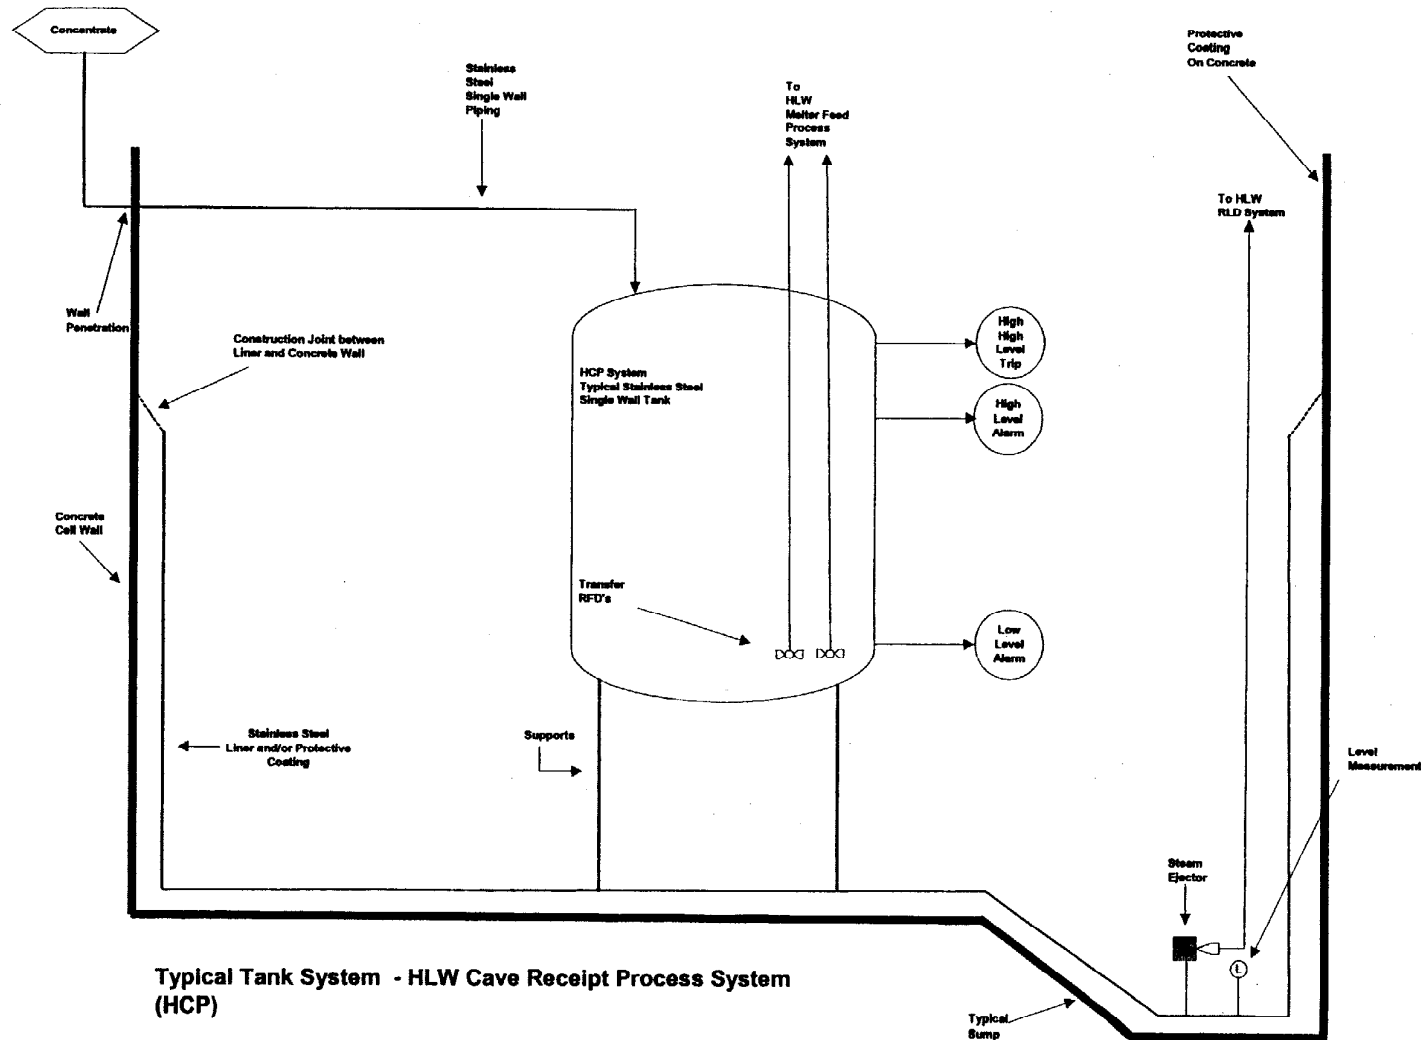 Concentrate
Stainless
Steel
Single Wall
Piping
To
HLW
Melter Feed
Process
System
Protective
Coating
On Concrete
To HLW
RLD System
Wall
Penetration
Construction Joint between
Liner and Concrete Wall
High
High
Level
Trip
HCP System
Typical Stainless Steel
Single Wall Tank
High
Level
Alarm
Concrete
Cell Wall
Transfer
RFD's
Low
Level
Alarm
Stainless Steel
Liner and/or Protective
Coating
Supports
Level
Measurement
Steam
Ejector
L
Typical Tank System - HLW Cave Receipt Process System
(HCP)
Typical
Sump